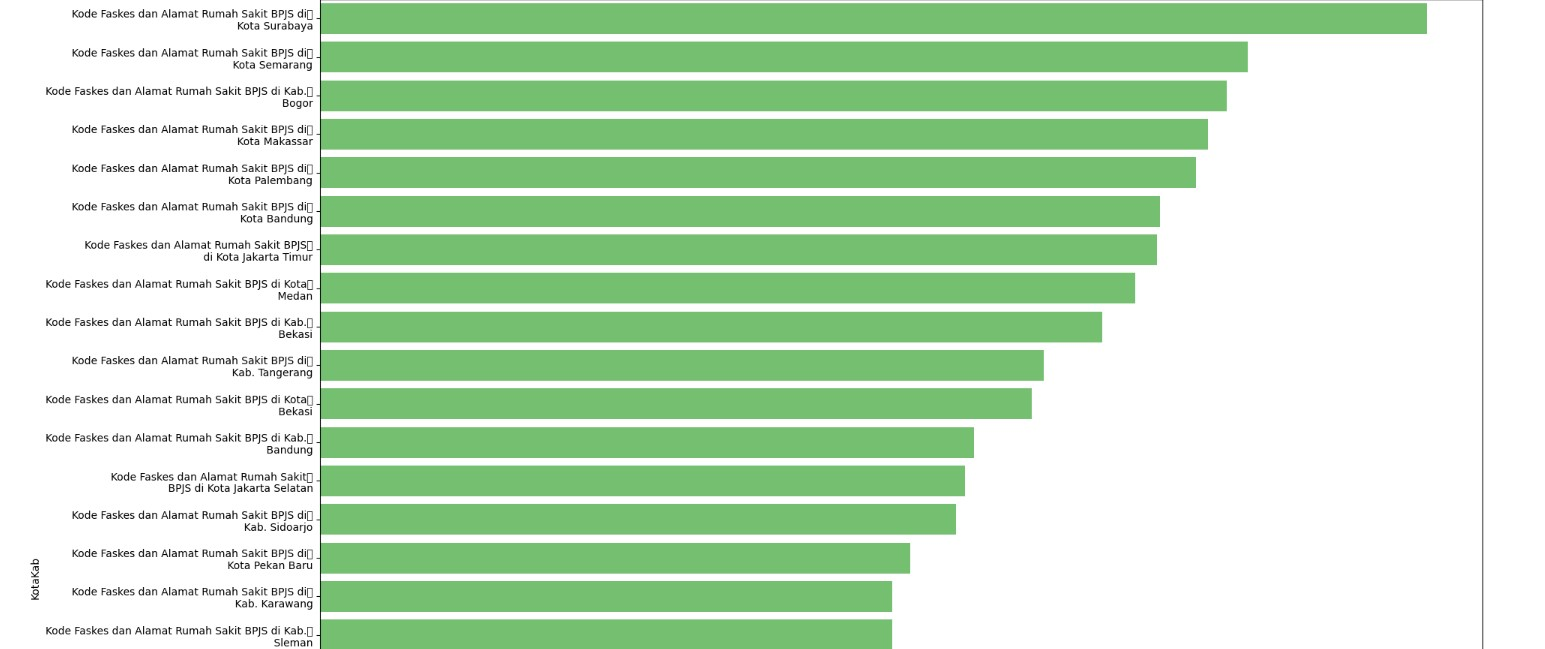 Kode Faskes dan Alamat Rumah Sakit BPJS di
Kota Surabaya
Kode Faskes dan Alamat Rumah Sakit BPJS di
Kota Semarang
Kode Faskes dan Alamat Rumah Sakit BPJS di Kab.
Bogor
Kode Faskes dan Alamat Rumah Sakit BPJS di
Kota Makassar
Kode Faskes dan Alamat Rumah Sakit BPJS di
Kota Palembang
Kode Faskes dan Alamat Rumah Sakit BPJS di
Kota Bandung
Kode Faskes dan Alamat Rumah Sakit BPJS
di Kota Jakarta Timur
Kode Faskes dan Alamat Rumah Sakit BPJS di Kota
Medan
Kode Faskes dan Alamat Rumah Sakit BPJS di Kab.
Bekasi
Kode Faskes dan Alamat Rumah Sakit BPJS di
Kab. Tangerang
Kode Faskes dan Alamat Rumah Sakit BPJS di Kota
Bekasi
Kode Faskes dan Alamat Rumah Sakit BPJS di Kab.
Bandung
Kode Faskes dan Alamat Rumah Sakit
BPJS di Kota Jakarta Selatan
Kode Faskes dan Alamat Rumah Sakit BPJS di
Kab. Sidoarjo
Kode Faskes dan Alamat Rumah Sakit BPJS di
Kota Pekan Baru
Kode Faskes dan Alamat Rumah Sakit BPJS di
Kab. Karawang
Kode Faskes dan Alamat Rumah Sakit BPJS di Kab.
Sleman
KotaKab